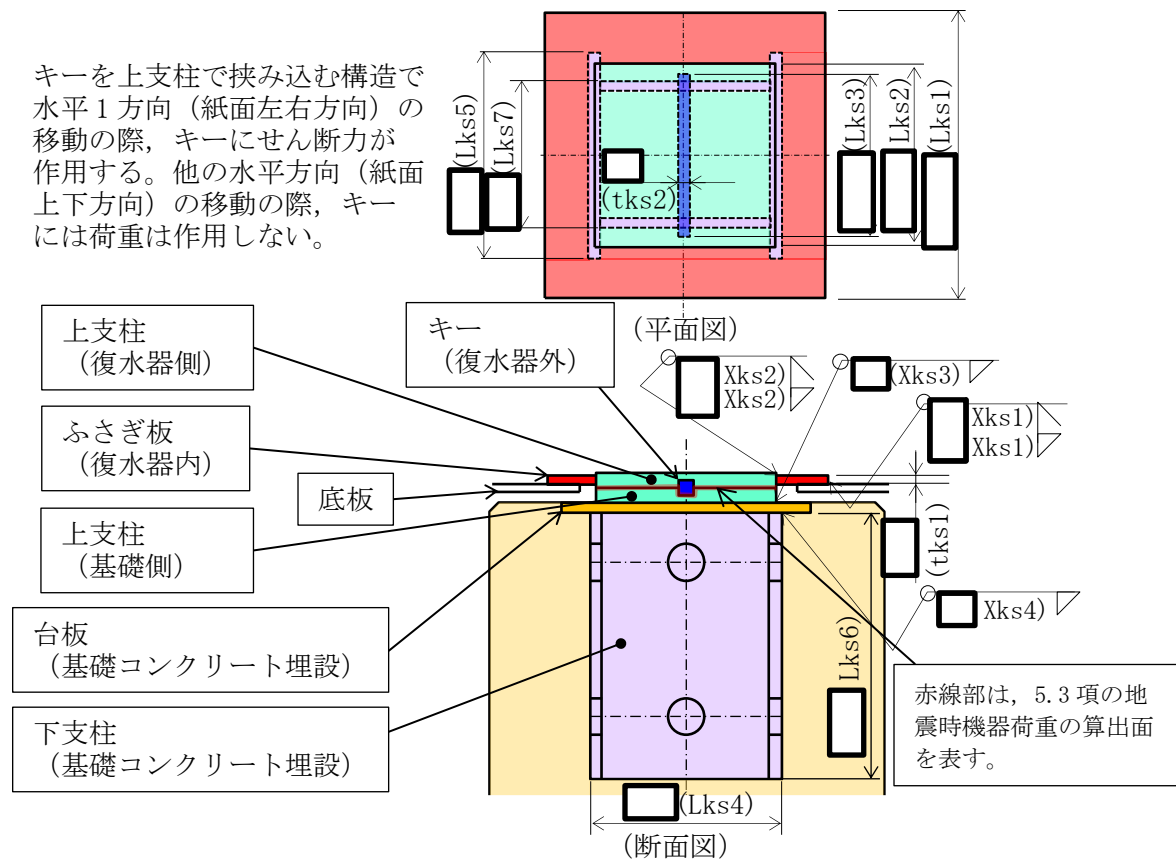 キーを上支柱で挟み込む構造で
水平1方向（紙面左右方向）の
移動の際，キーにせん断力が
作用する。他の水平方向（紙面
上下方向）の移動の際，キー
には荷重は作用しない。
(Lks5)
(Lks7)
(tks2)
(Lks3)
(Lks2)
(Lks1)
(平面図)
上支柱
（復水器側）
キー
（復水器外）
Xks2)
Xks2)
(Xks3)
Xks1)
Xks1)
ふさぎ板
（復水器内）
底板
(tks1)
上支柱
（基礎側）
Xks4)
台板
（基礎コンクリート埋設）
Lks6)
下支柱
（基礎コンクリート埋設）
赤線部は，5.3 項の地
震時機器荷重の算出面
を表す。
(Lks4)
(断面図)